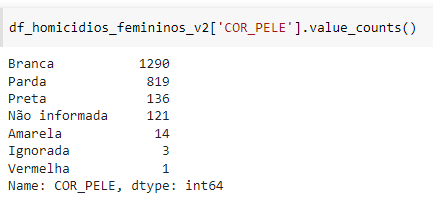 df_homicidios_femininos_v2['COR_PELE'].value_counts()
Branca 1290
Parda 819
Preta 136
Não informada 121
Amarela 14
Ignorada 3
Vermelha 1
Name: COR_PELE, dtype: int64